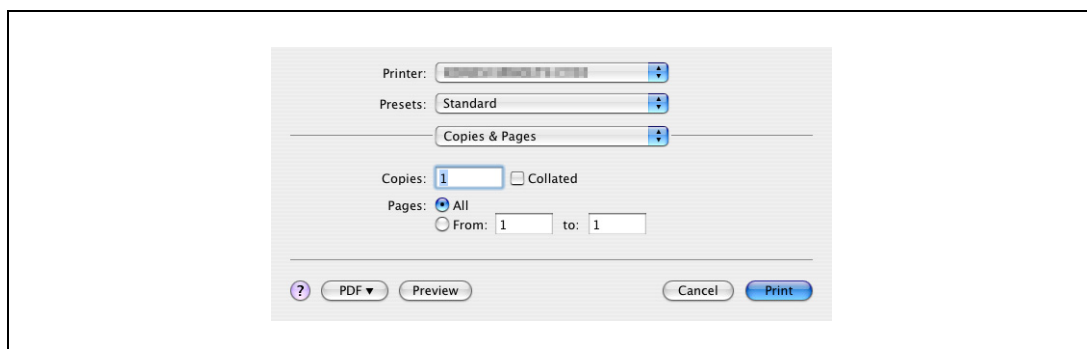 Printer:
Presets: Standard
Copies & Pages
Copies: 1 Collated
Pages: All
From: 1 to: 1
? PDF ▼ Preview Cancel Print